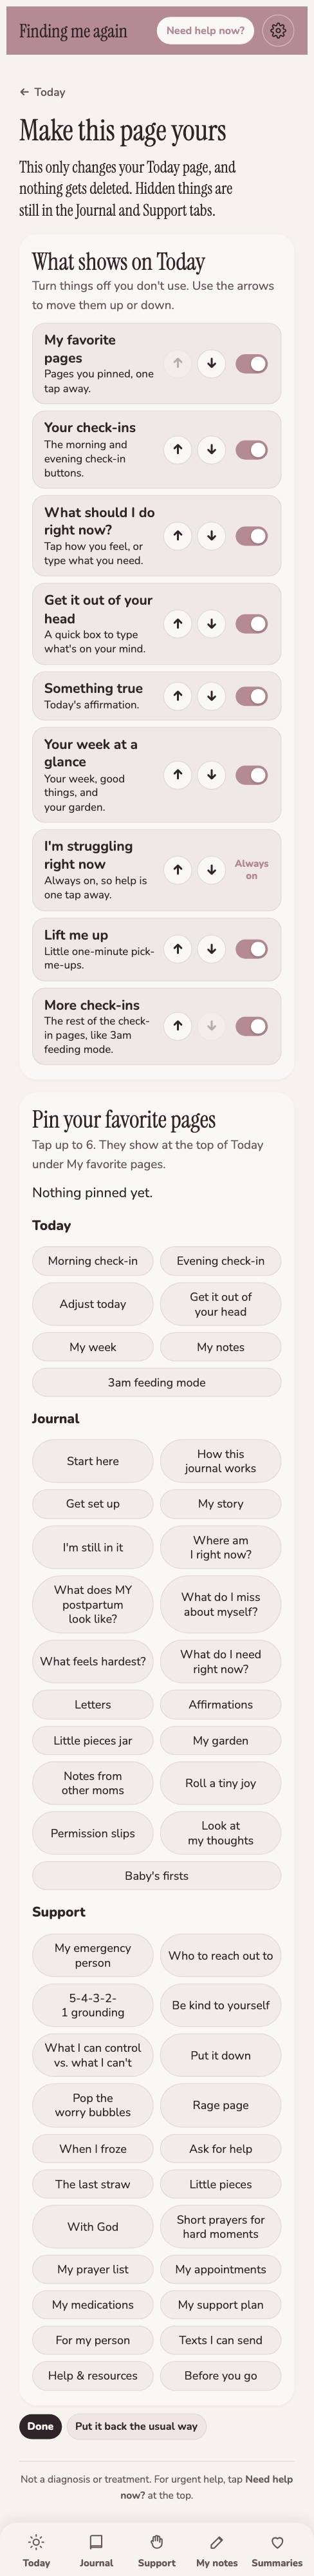 Finding me again
Need help now?
← Today
Make this page yours
This only changes your Today page, and
nothing gets deleted. Hidden things are
still in the Journal and Support tabs.
What shows on Today
Turn things off you don't use. Use the arrows
to move them up or down.
My favorite
pages
Pages you pinned, one
tap away.
Your check-ins
The morning and
evening check-in
buttons.
What should I do
right now?
Tap how you feel, or
type what you need.
Get it out of your
head
A quick box to type
what's on your mind.
Something true
Today's affirmation.
Your week at a
glance
Your week, good
things, and
your garden.
I'm struggling
right now
Always on, so help is
one tap away.
Always
on
Lift me up
Little one-minute pick-
me-ups.
More check-ins
The rest of the check-
in pages, like 3am
feeding mode.
Pin your favorite pages
Tap up to 6. They show at the top of Today
under My favorite pages.
Nothing pinned yet.
Today
Morning check-in
Evening check-in
Adjust today
Get it out of
your head
My week
My notes
3am feeding mode
Journal
Start here
How this
journal works
Get set up
My story
I'm still in it
Where am
I right now?
What does MY
postpartum
look like?
What do I miss
about myself?
What feels hardest?
What do I need
right now?
Letters
Affirmations
Little pieces jar
My garden
Notes from
other moms
Roll a tiny joy
Permission slips
Look at
my thoughts
Baby's firsts
Support
My emergency
person
Who to reach out to
5-4-3-2-
1 grounding
Be kind to yourself
What I can control
vs. what I can't
Put it down
Pop the
worry bubbles
Rage page
When I froze
Ask for help
The last straw
Little pieces
With God
Short prayers for
hard moments
My prayer list
My appointments
My medications
My support plan
For my person
Texts I can send
Help & resources
Before you go
Done
Put it back the usual way
Not a diagnosis or treatment. For urgent help, tap Need help
now? at the top.
Today
Journal
Support
My notes
Summaries